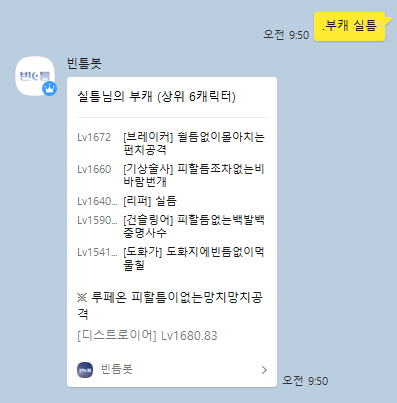 .부캐 실틈
오전 9:50
빈틈봇
빈틈
실틈님의 부캐 (상위 6캐릭터)
Lv1672 [브레이커] 월틈없이몰아치는
펀치공격
Lv1660 [기상술사] 피할틈조차없는비
바람번개
Lv1640... [리퍼] 실틈
Lv1590... [건슬링어] 피할틈없는백발백
중명사수
Lv1541... [도화가] 도화지에빈틈없이먹
물칠
※ 루페온 피할틈이없는망치망치공
격
[디스트로이어] Lv1680.83
빈틈봇
오전 9:50